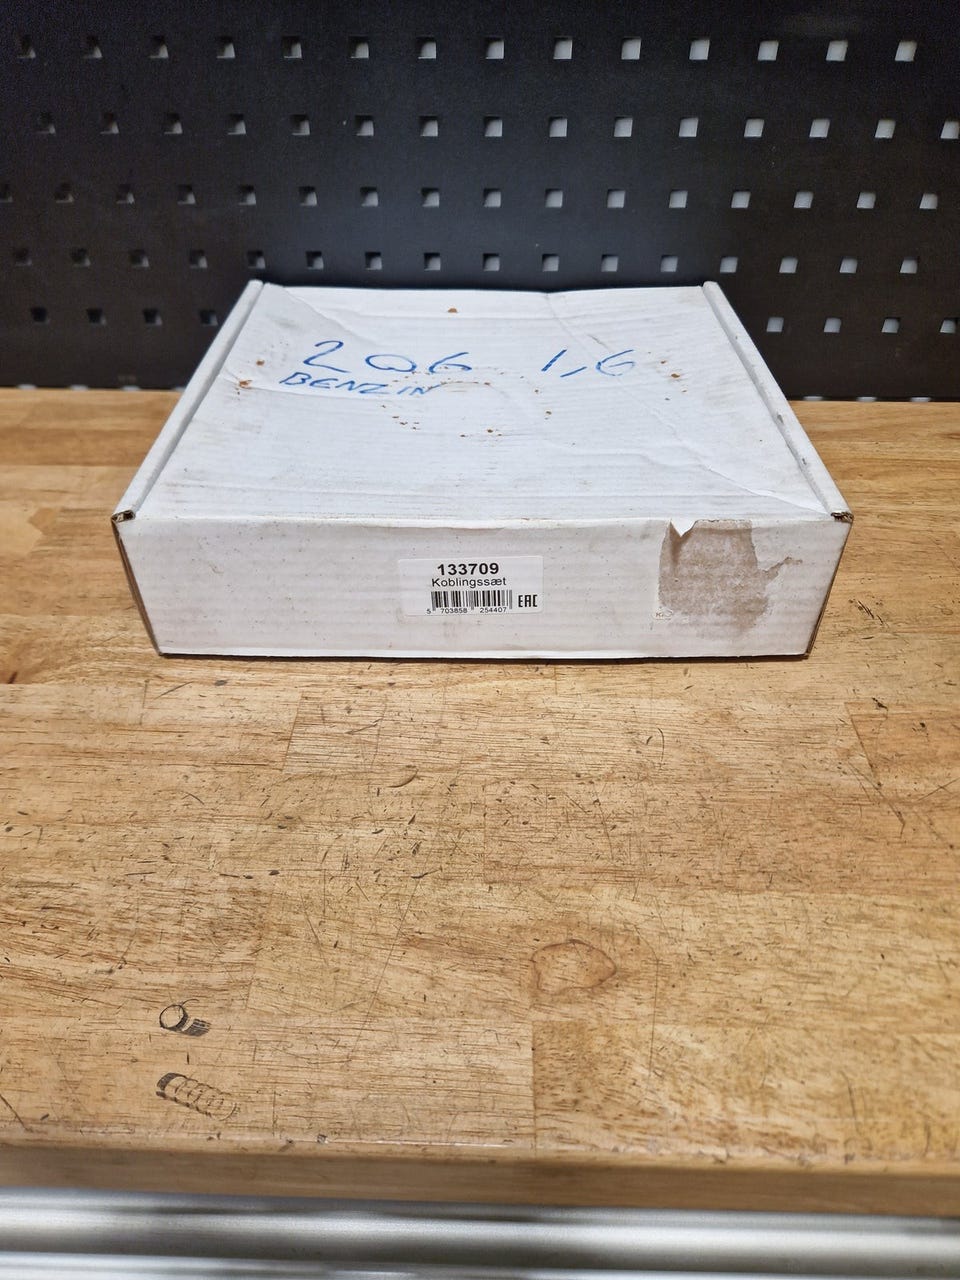 206 1,6
BENZIN
133709
Koblingssæt
5 703858 254407
EAC